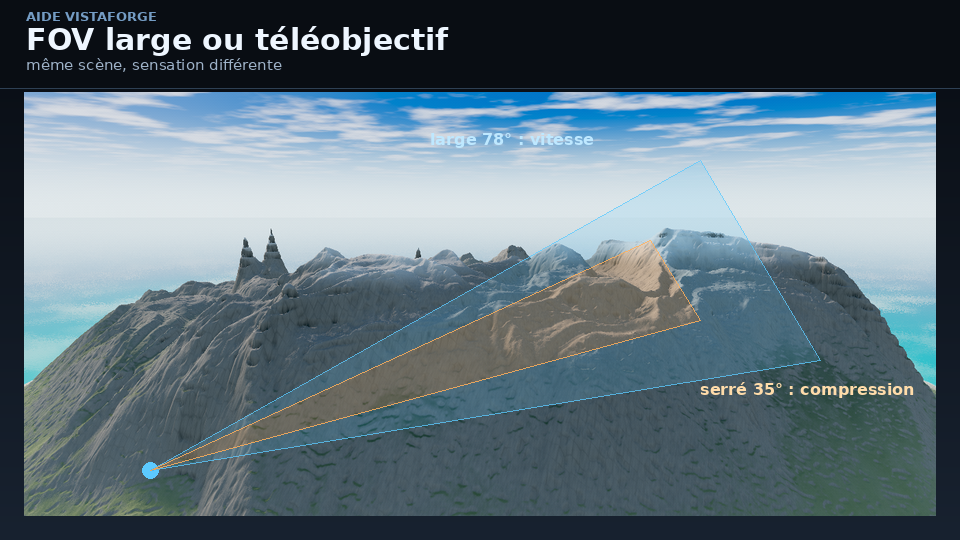 AIDE VISTAFORGE
FOV large ou téléobjectif
même scène, sensation différente
large 78° : vitesse
serré 35° : compression